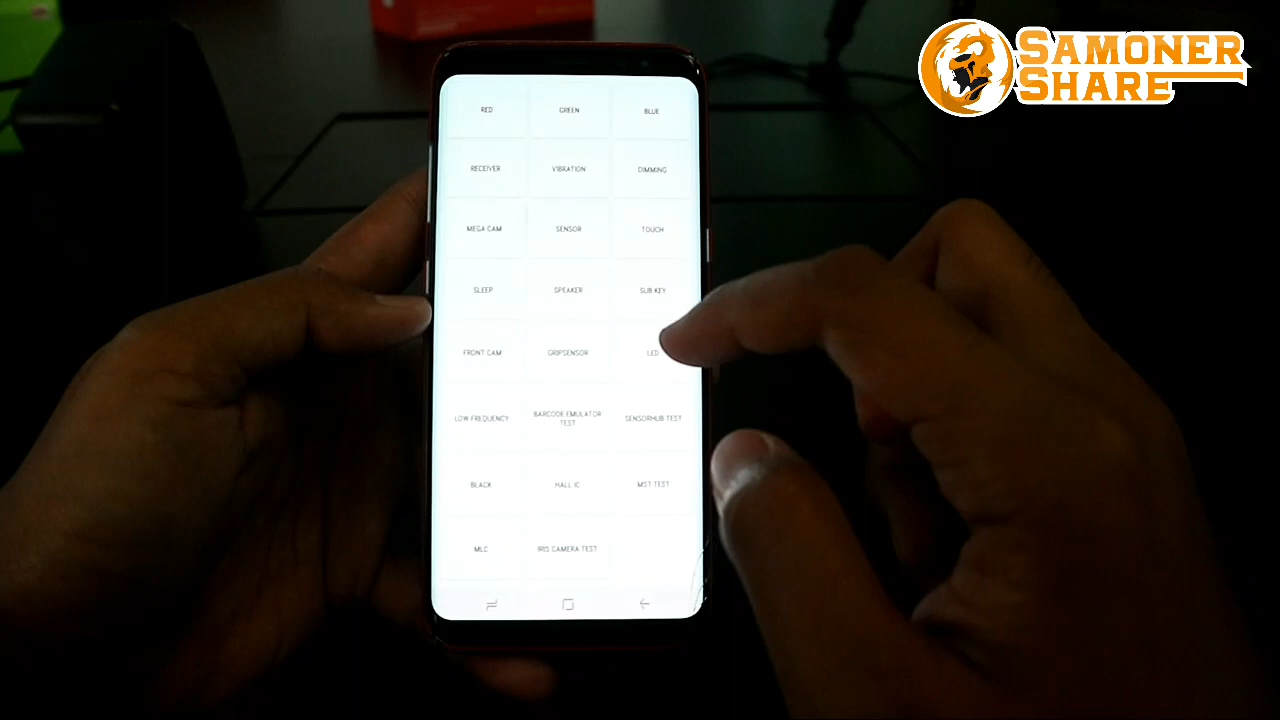 SAMONER
SHARE
RED GREEN BLUE
RECEIVER VIBRATION DIMMING
MEGA CAM SENSOR TOUCH
SLEEP SPEAKER SUB KEY
FRONT CAM GRIPSENSOR LED
LOW FREQUENCY BARCODE EMULATOR TEST SENSORHUB TEST
BLACK HALL IC MST TEST
MLC IRIS CAMERA TEST